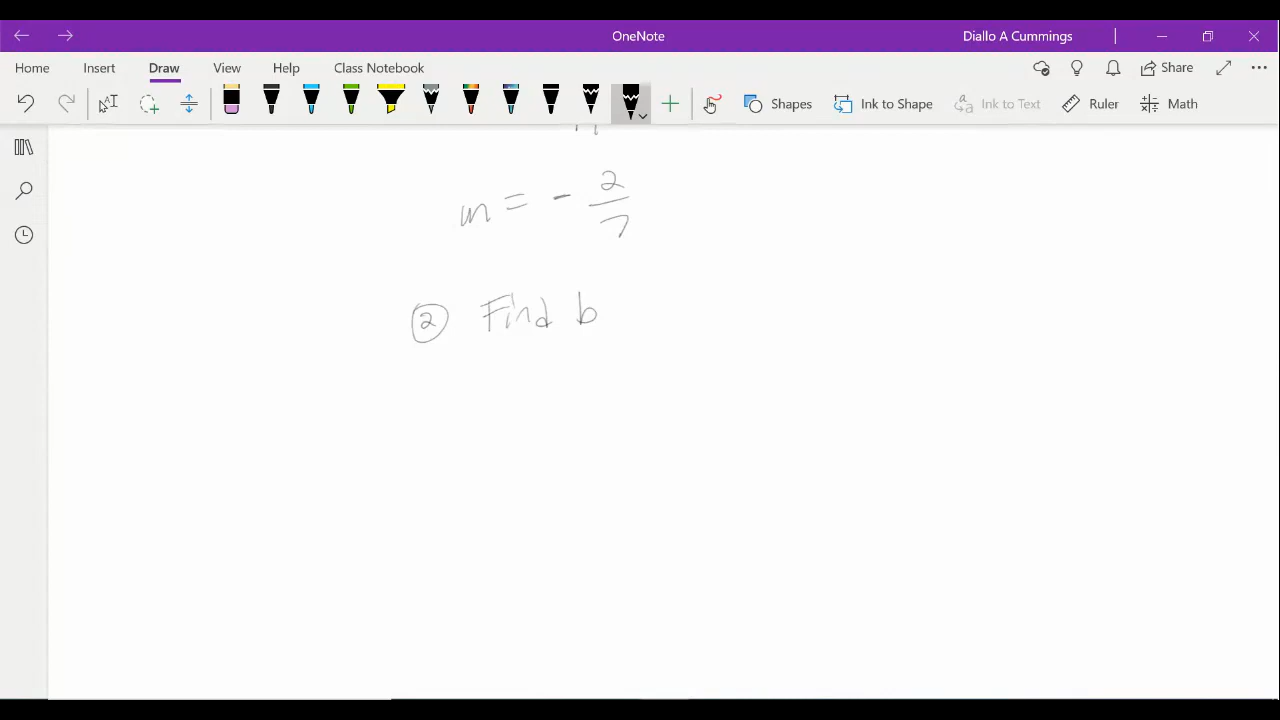 OneNote
Diallo A Cummings
Home Insert Draw View Help Class Notebook Share
Shapes Ink to Shape Ink to Text Ruler Math
m = - 2/7
② Find b